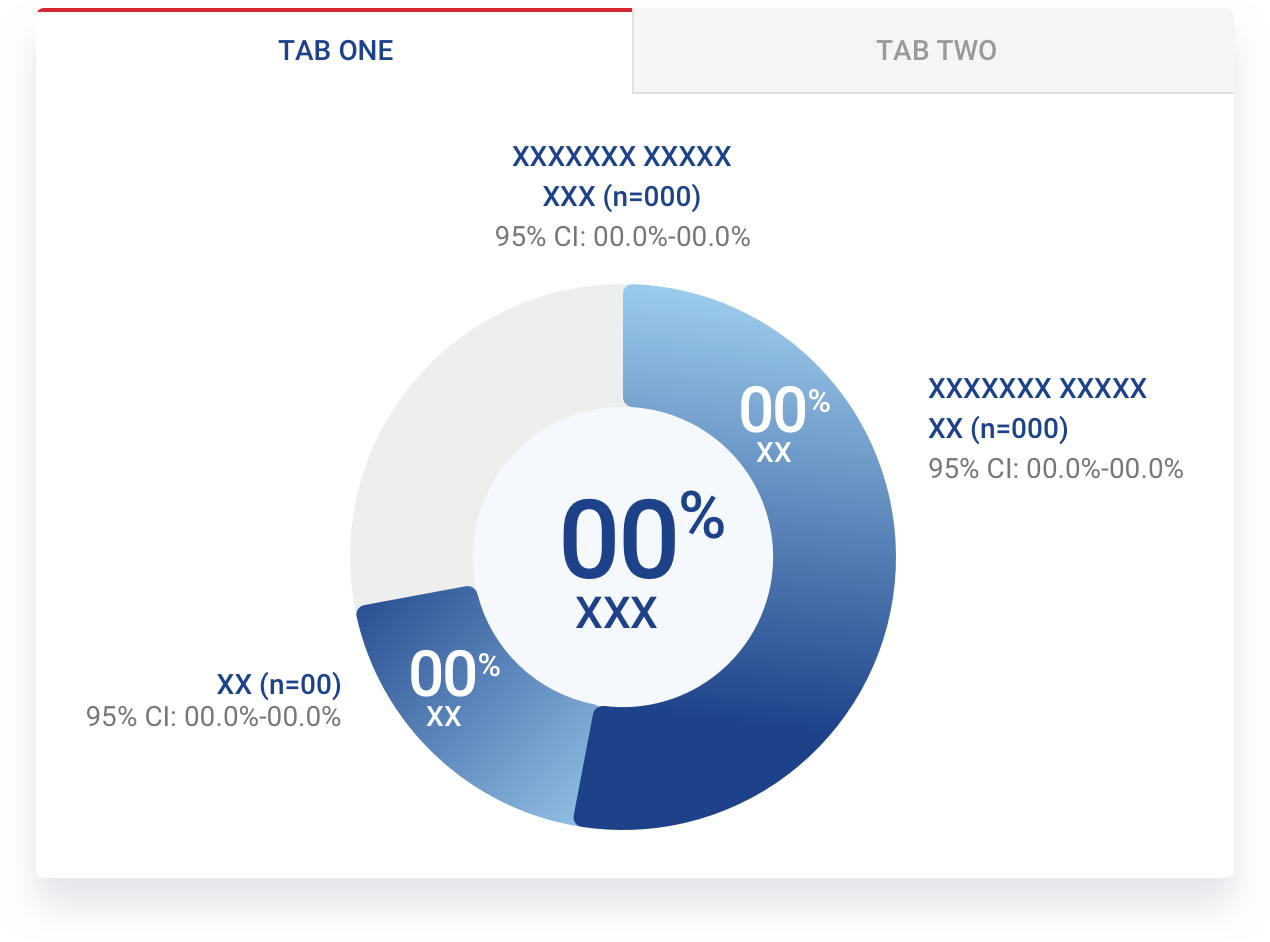 TAB ONE
TAB TWO
XXXXXXX XXXXX
XXX (n=000)
95% CI: 00.0%-00.0%
00%
XX
XXXXXXX XXXXX
XX (n=000)
95% CI: 00.0%-00.0%
00%
XXX
00%
XX
XX (n=00)
95% CI: 00.0%-00.0%